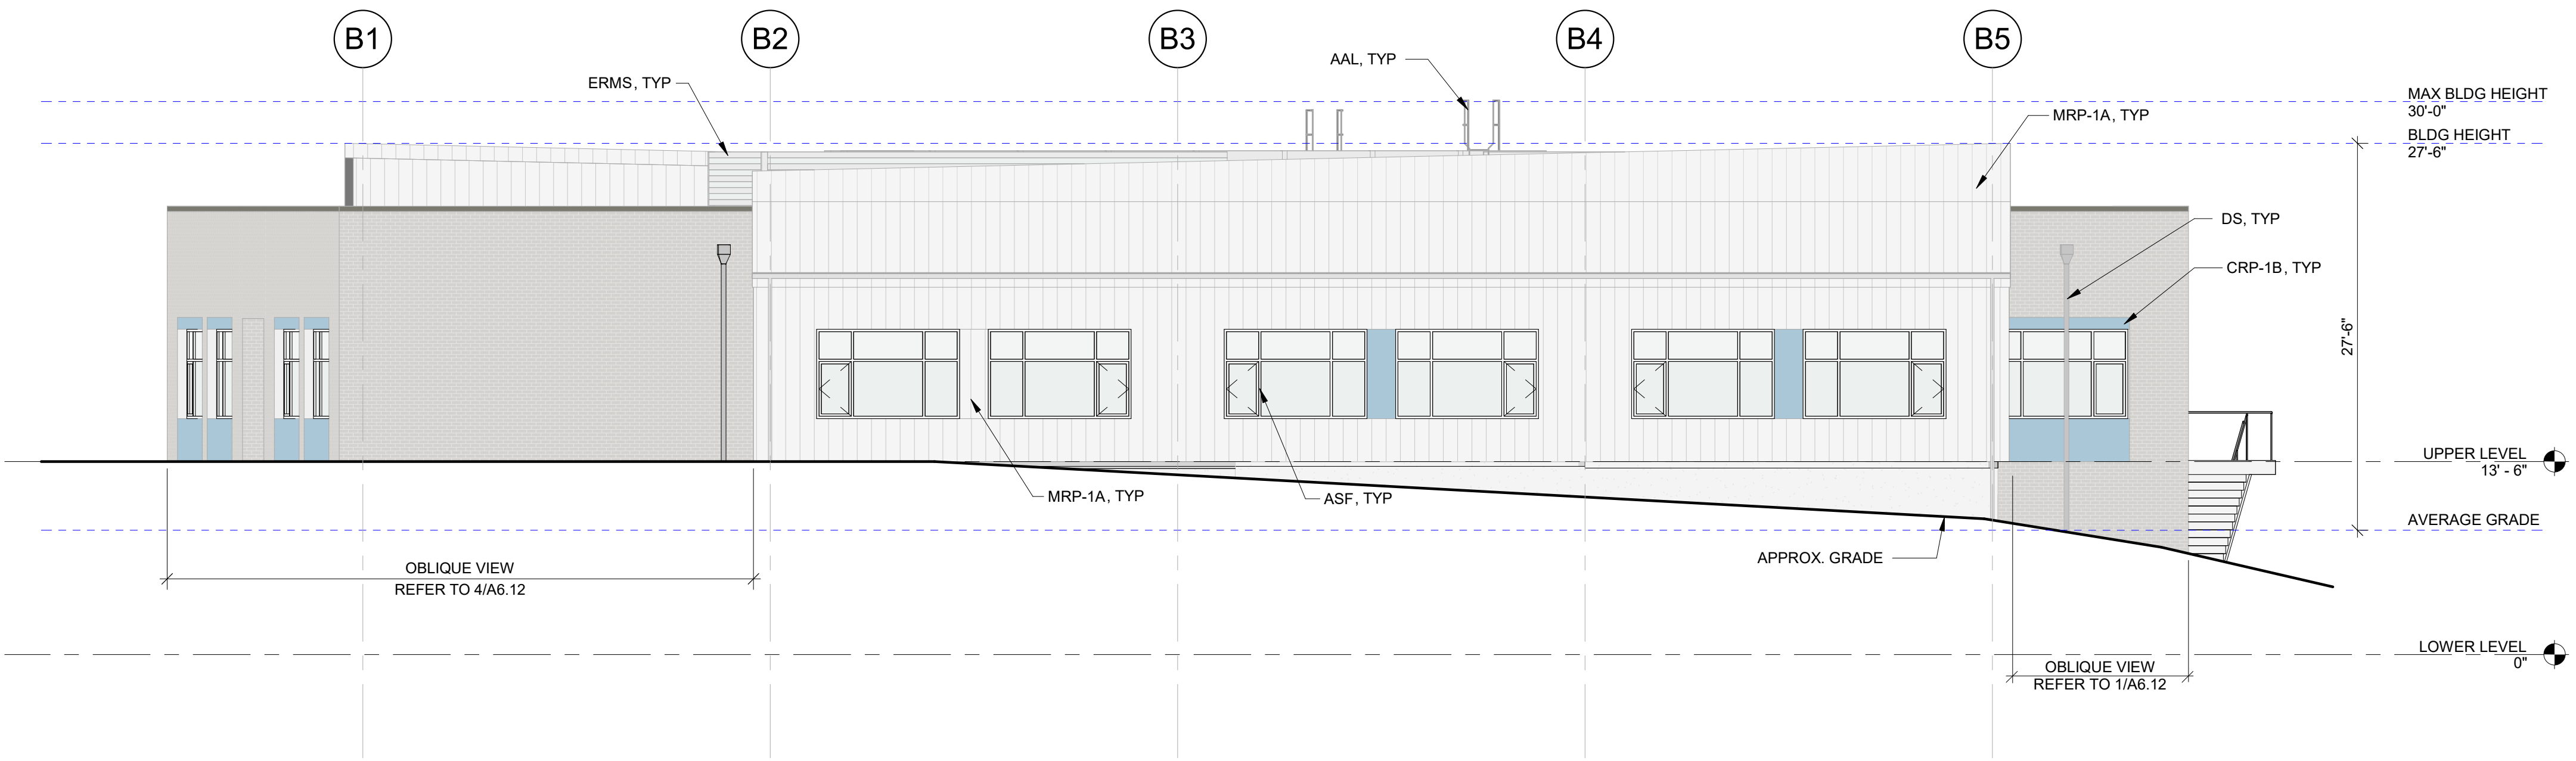 B1
B2
B3
B4
B5
ERMS, TYP
AAL, TYP
MAX BLDG HEIGHT
30'-0"
MRP-1A, TYP
BLDG HEIGHT
27'-6"
DS, TYP
CRP-1B, TYP
27'-6"
UPPER LEVEL
13' - 6"
MRP-1A, TYP
ASF, TYP
AVERAGE GRADE
APPROX. GRADE
OBLIQUE VIEW
REFER TO 4/A6.12
LOWER LEVEL
0"
OBLIQUE VIEW
REFER TO 1/A6.12